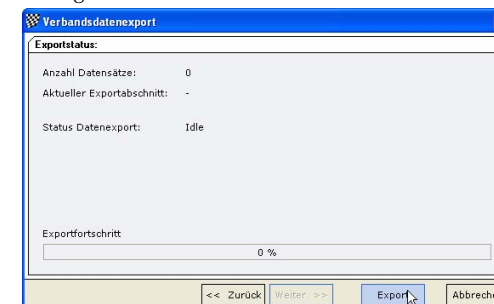 Verbandsdatenexport
Exportstatus:
Anzahl Datensätze: 0
Aktueller Exportabschnitt: -
Status Datenexport: Idle
Exportfortschritt
0 %
<< Zurück Weiter >> Export